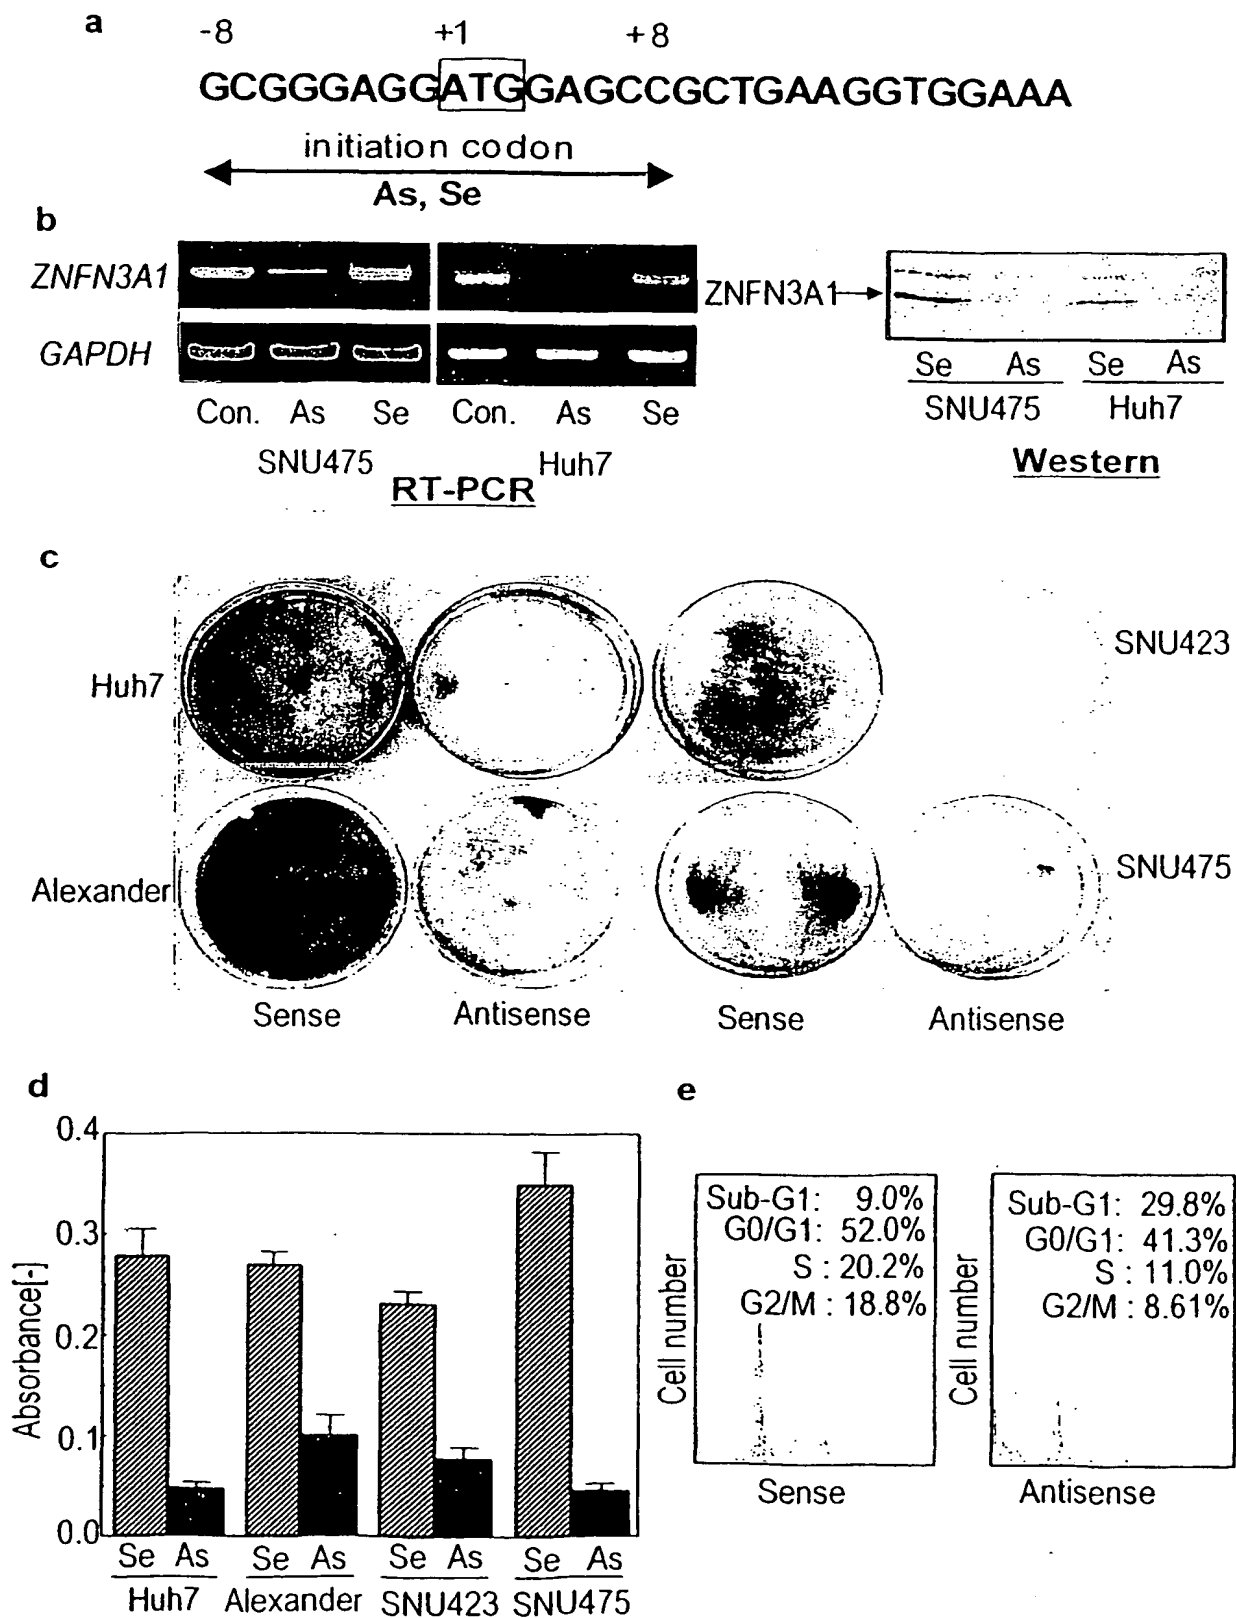 a
-8 +1 +8
GCGGGAGGATGGAGCCGCTGAAGGTGGAAA
initiation codon
As, Se
b
ZNFN3A1
GAPDH
Con. As Se Con. As Se
SNU475 Huh7
RT-PCR
ZNFN3A1
Se As Se As
SNU475 Huh7
Western
c
Huh7
SNU423
Alexander
SNU475
Sense Antisense Sense Antisense
d
0.4
0.3
0.2
0.1
0.0
Absorbance[-]
Se As Se As Se As Se As
Huh7 Alexander SNU423 SNU475
e
Cell number
Sub-G1: 9.0%
G0/G1: 52.0%
S : 20.2%
G2/M : 18.8%
Sense
Cell number
Sub-G1: 29.8%
G0/G1: 41.3%
S : 11.0%
G2/M : 8.61%
Antisense